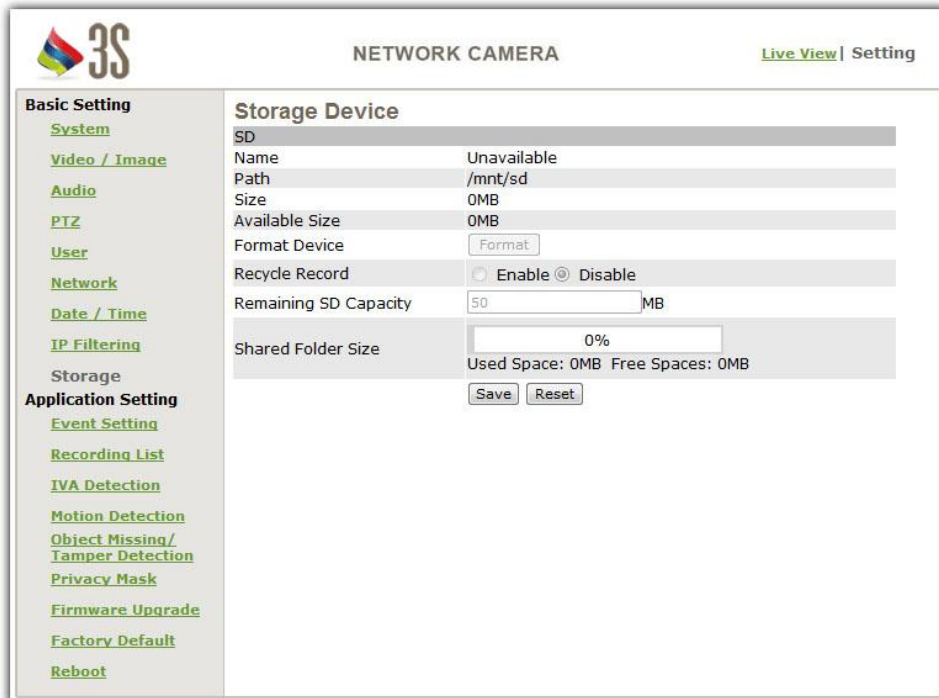 3S
NETWORK CAMERA
Live View| Setting
Basic Setting
System
Video / Image
Audio
PTZ
User
Network
Date / Time
IP Filtering
Storage
Application Setting
Event Setting
Recording List
IVA Detection
Motion Detection
Object Missing/
Tamper Detection
Privacy Mask
Firmware Upgrade
Factory Default
Reboot
Storage Device
SD
Name Unavailable
Path /mnt/sd
Size 0MB
Available Size 0MB
Format Device Format
Recycle Record Enable Disable
Remaining SD Capacity 50 MB
Shared Folder Size 0%
Used Space: 0MB Free Spaces: 0MB
Save Reset